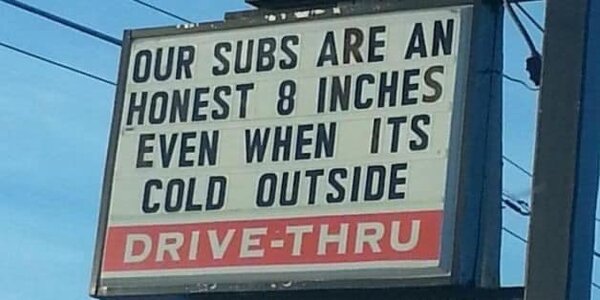 OUR SUBS ARE AN
HONEST 8 INCHES
EVEN WHEN ITS
COLD OUTSIDE
DRIVE-THRU